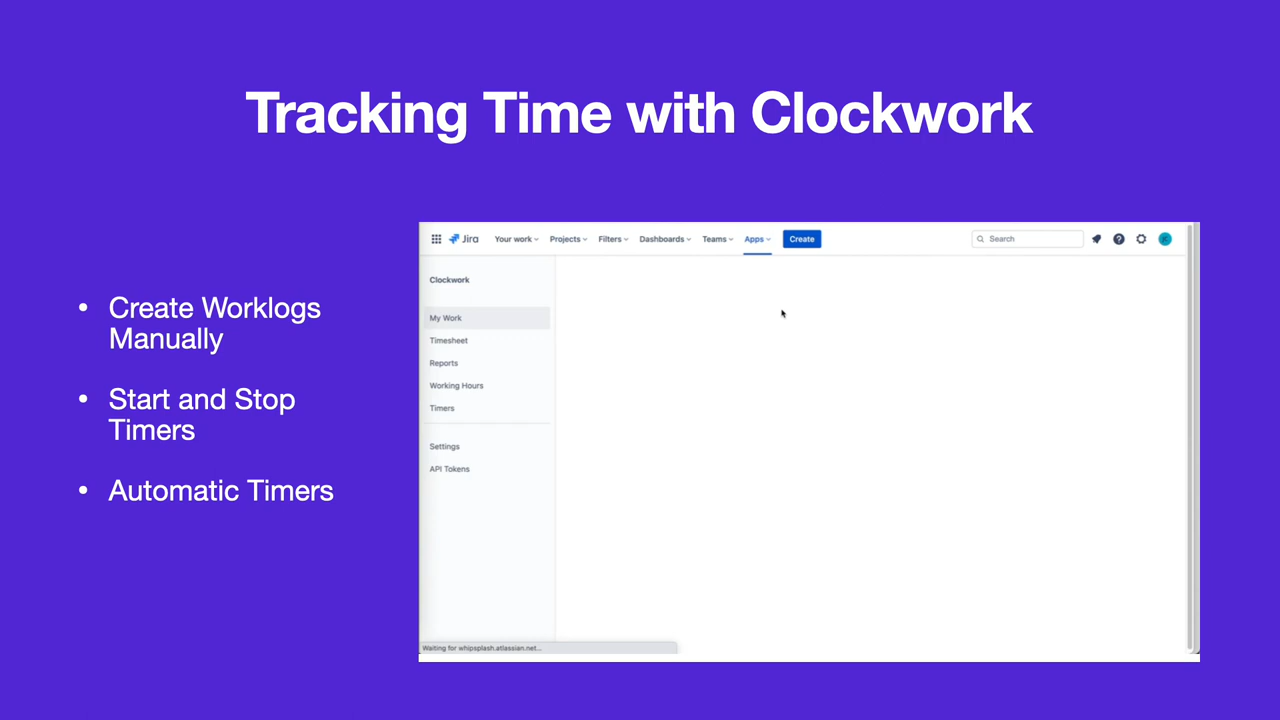 Tracking Time with Clockwork
• Create Worklogs
Manually
• Start and Stop
Timers
• Automatic Timers
Jira Your work Projects Filters Dashboards Teams Apps Create Search
Clockwork
My Work
Timesheet
Reports
Working Hours
Timers
Settings
API Tokens
Waiting for whipsplash.atlassian.net...